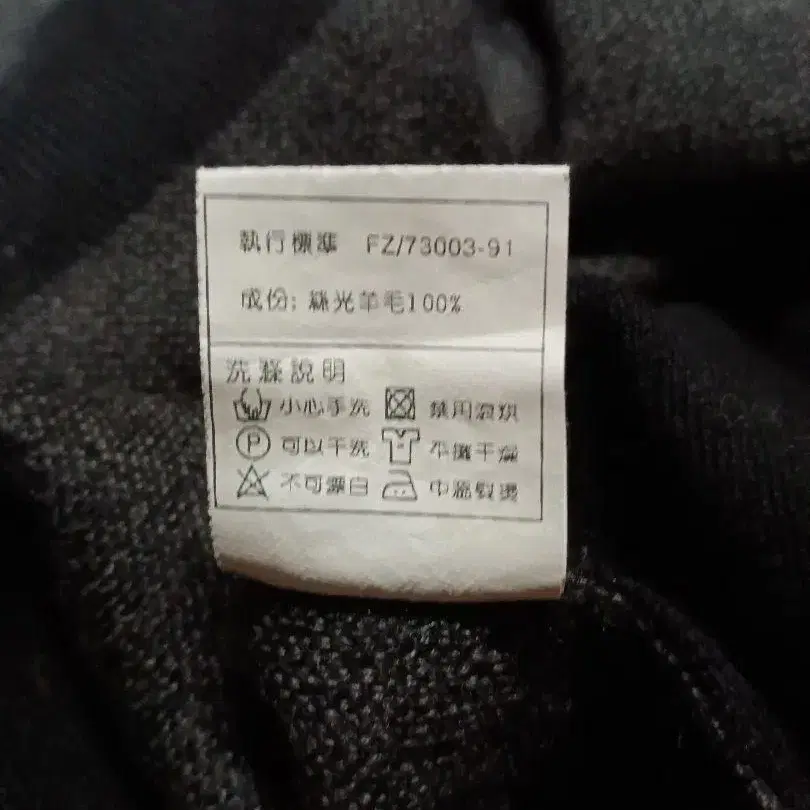 執行標準 FZ/73003-91
成份: 絲光羊毛100%
洗滌說明
小心手洗 禁用滾烘
可以干洗 平攤干燥
不可漂白 中溫熨燙